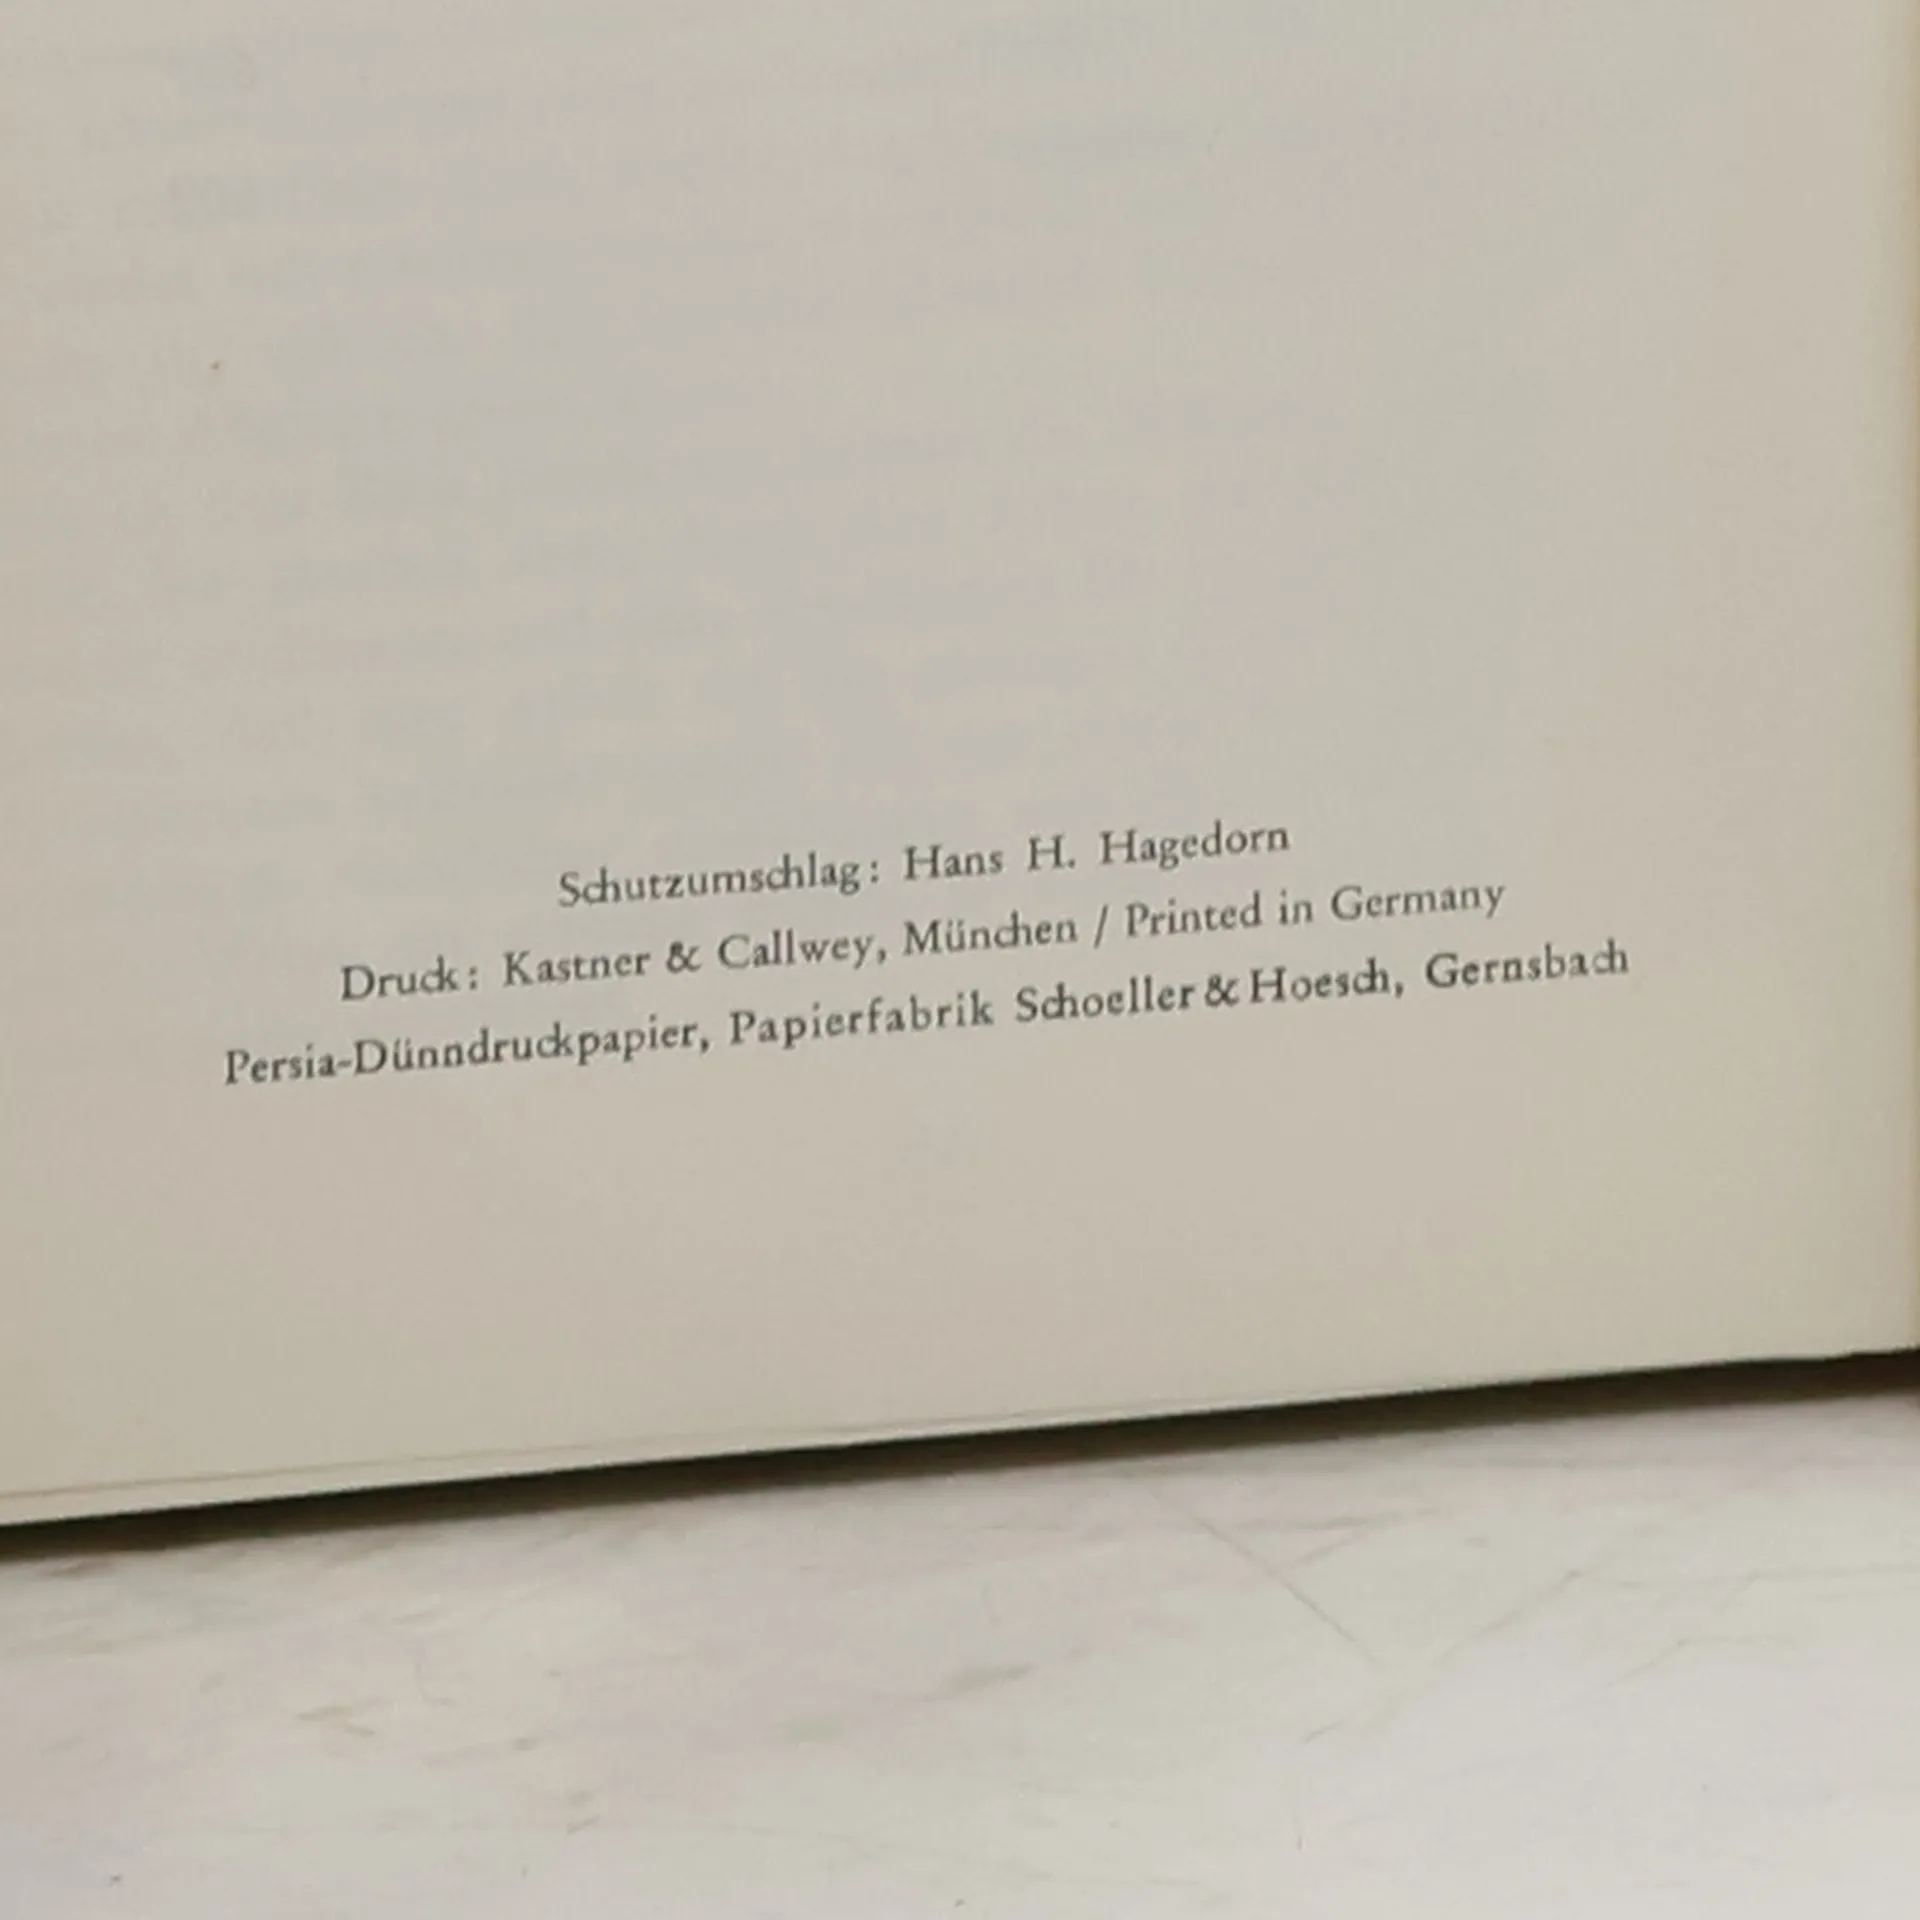 Schutzumschlag: Hans H. Hagedorn
Druck: Kastner & Callwey, München / Printed in Germany
Persia-Dünndruckpapier, Papierfabrik Schoeller & Hoesch, Gernsbach